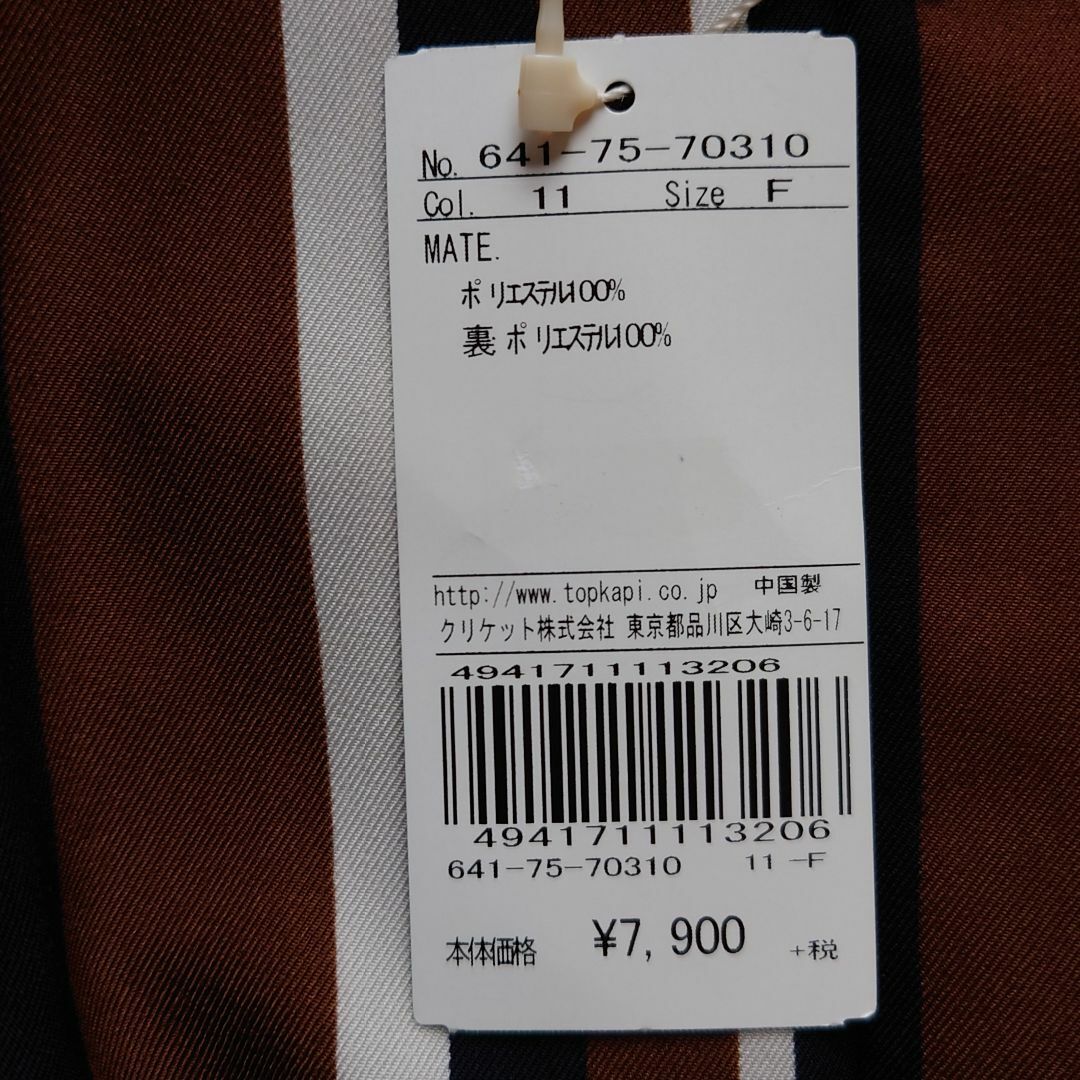 No. 641-75-70310
Col. 11 Size F
MATE.
ポリエステル100%
裏:ポリエステル100%
http://www.topkapi.co.jp 中国製
クリケット株式会社 東京都品川区大崎3-6-17
4941711113206
4941711113206
641-75-70310 11 -F
本体価格 ¥7,900 +税